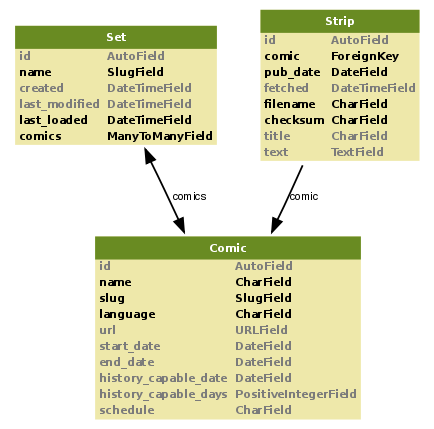 Set
id AutoField
name SlugField
created DateTimeField
last_modified DateTimeField
last_loaded DateTimeField
comics ManyToManyField
Strip
id AutoField
comic ForeignKey
pub_date DateField
fetched DateTimeField
filename CharField
checksum CharField
title CharField
text TextField
comics
comic
Comic
id AutoField
name CharField
slug SlugField
language CharField
url URLField
start_date DateField
end_date DateField
history_capable_date DateField
history_capable_days PositiveIntegerField
schedule CharField